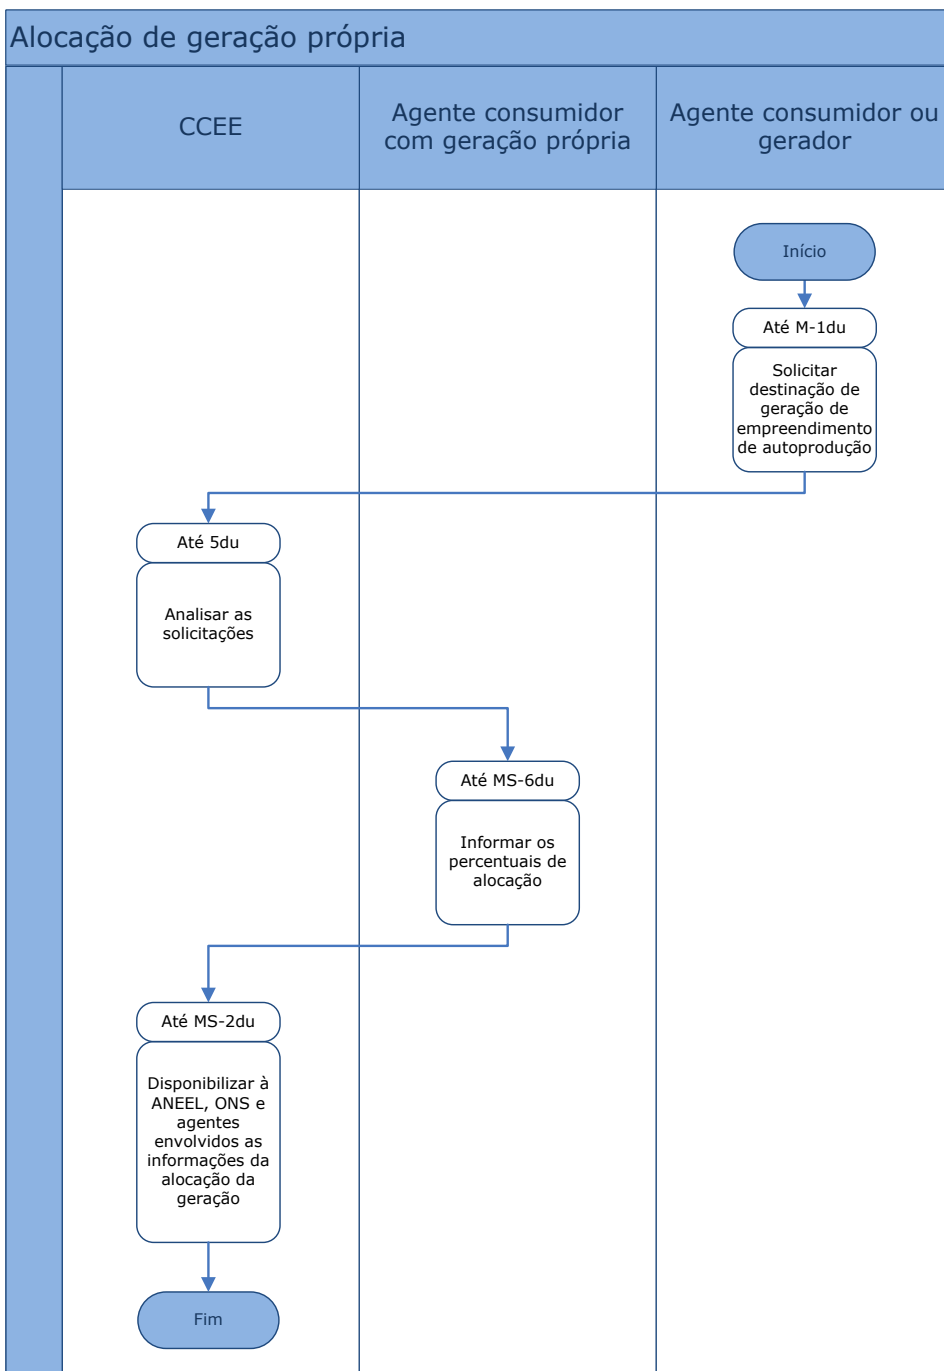 Alocação de geração própria
CCEE
Agente consumidor
com geração própria
Agente consumidor ou
gerador
Início
Até M-1du
Solicitar
destinação de
geração de
empreendimento
de autoprodução
Até 5du
Analisar as
solicitações
Até MS-6du
Informar os
percentuais de
alocação
Até MS-2du
Disponibilizar à
ANEEL, ONS e
agentes
envolvidos as
informações da
alocação da
geração
Fim